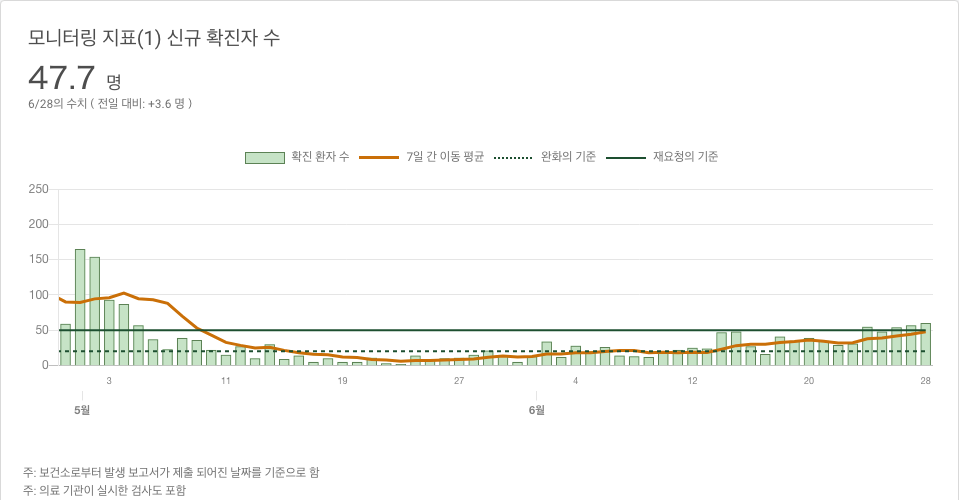 모니터링 지표(1) 신규 확진자 수
47.7 명
6/28의 수치 ( 전일 대비: +3.6 명 )
확진 환자 수 7일 간 이동 평균 완화의 기준 재요청의 기준
250
200
150
100
50
0
3 11 19 27 4 12 20 28
5월 6월
주: 보건소로부터 발생 보고서가 제출 되어진 날짜를 기준으로 함
주: 의료 기관이 실시한 검사도 포함